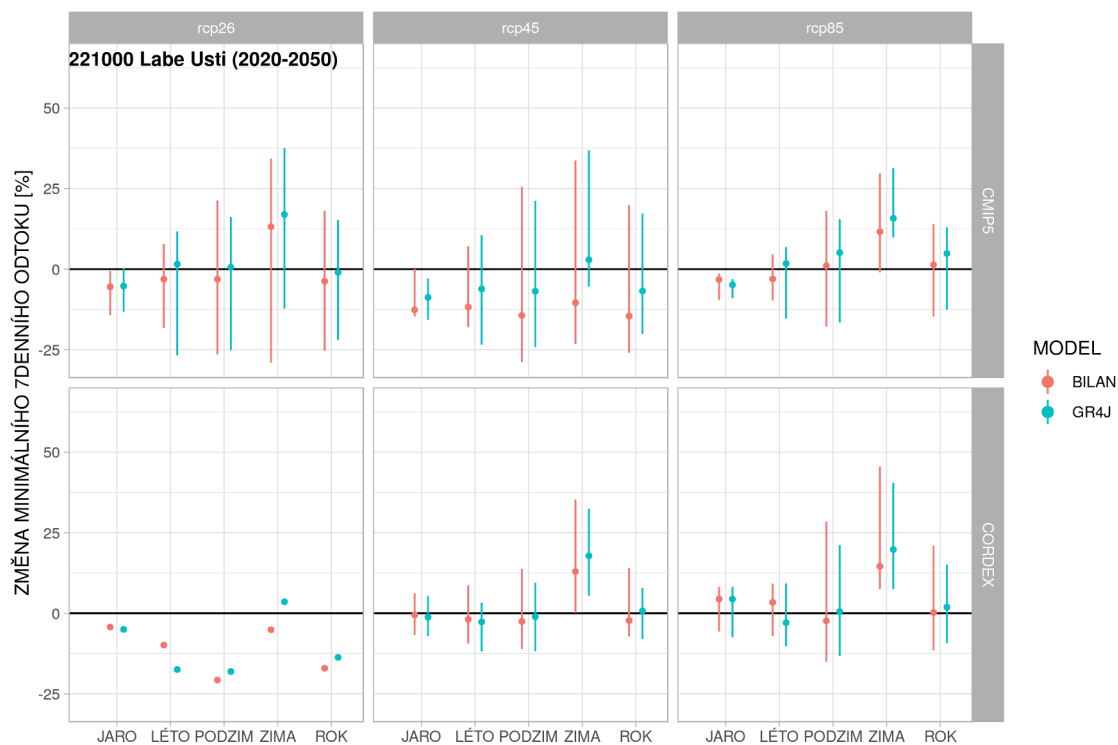 rcp26 rcp45 rcp85
221000 Labe Usti (2020-2050)
ZMĚNA MINIMÁLNÍHO 7DENNÍHO ODTOKU [%]
50
25
0
-25
CMIP5
50
25
0
-25
CORDEX
JARO LÉTO PODZIM ZIMA ROK JARO LÉTO PODZIM ZIMA ROK JARO LÉTO PODZIM ZIMA ROK
MODEL
BILAN
GR4J